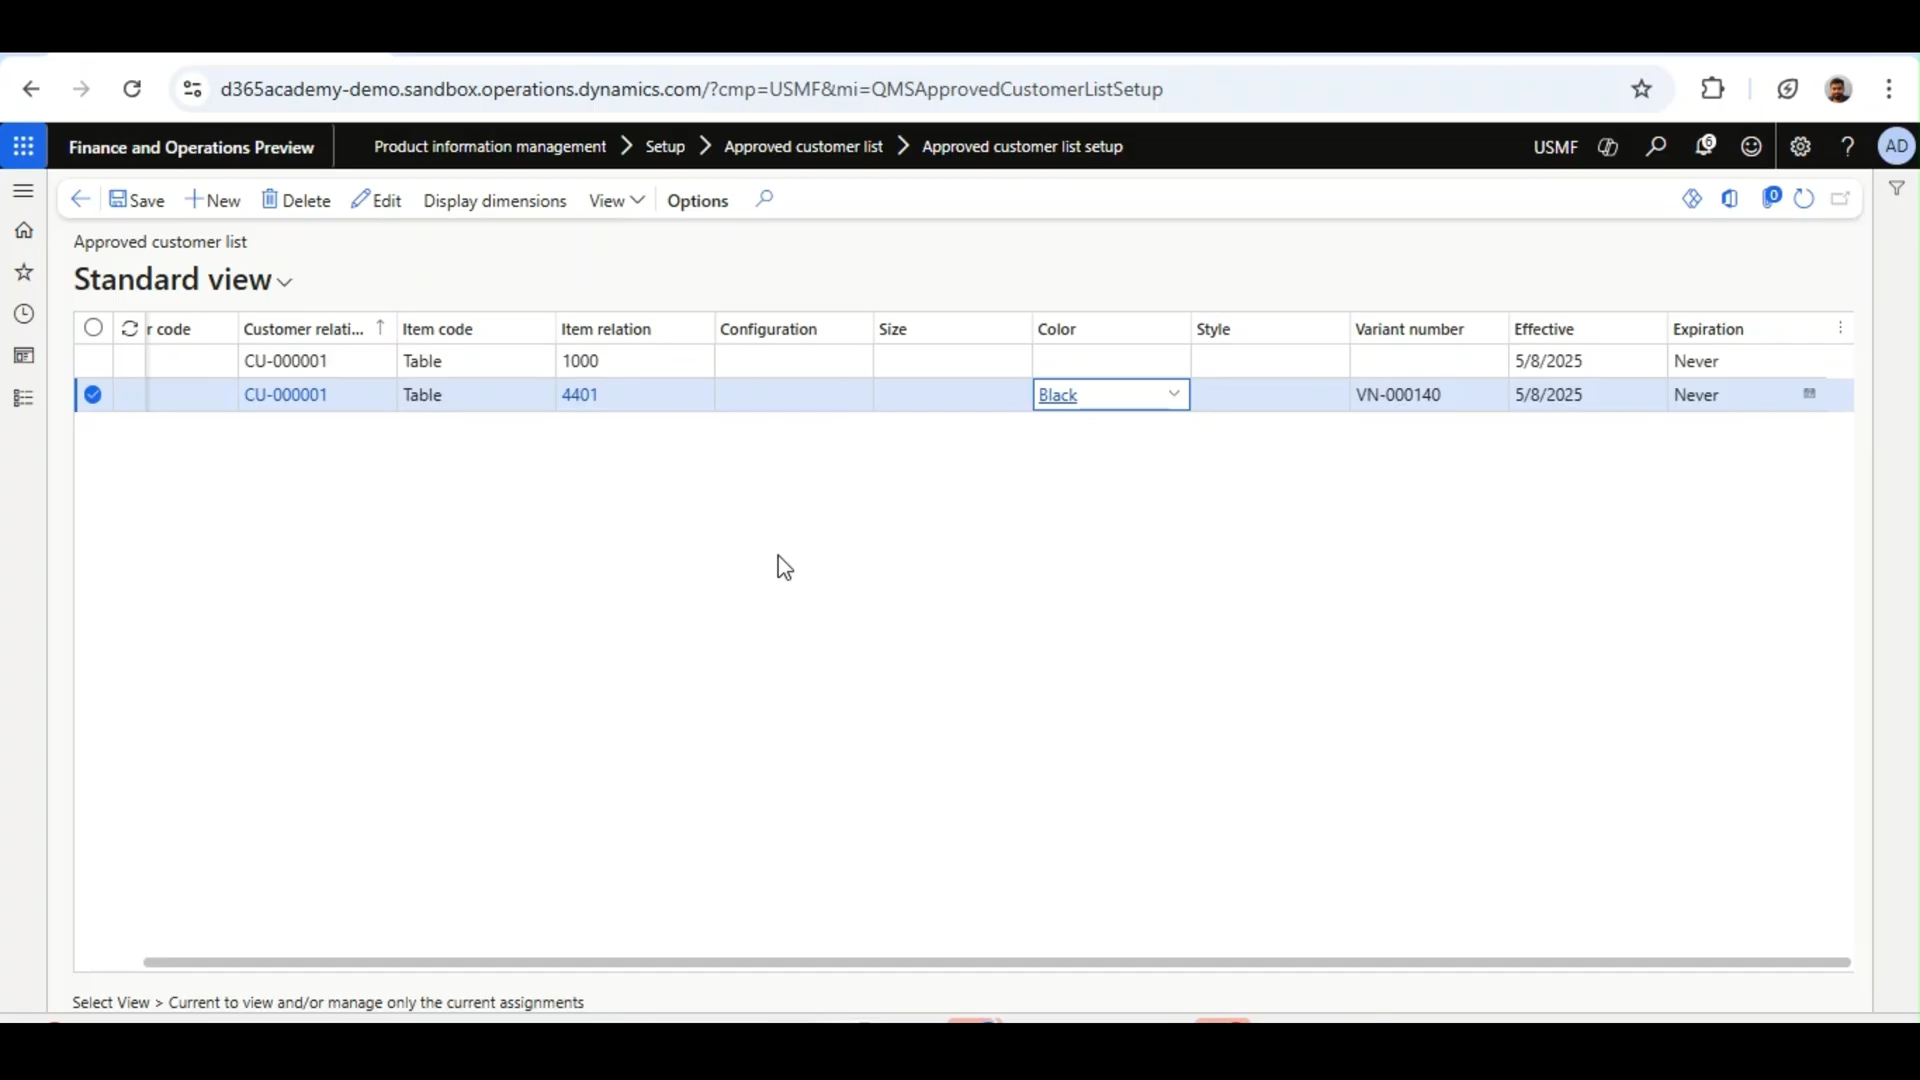 d365academy-demo.sandbox.operations.dynamics.com/?cmp=USMF&mi=QMSApprovedCustomerListSetup
Finance and Operations Preview Product information management Setup Approved customer list Approved customer list setup USMF 6 AD
Save New Delete Edit Display dimensions View Options 0
Approved customer list
Standard view
r code Customer relati... Item code Item relation Configuration Size Color Style Variant number Effective Expiration
CU-000001 Table 1000 5/8/2025 Never
CU-000001 Table 4401 Black VN-000140 5/8/2025 Never
Select View > Current to view and/or manage only the current assignments